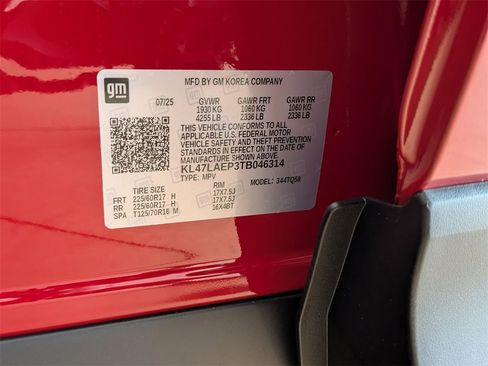 gm
MFD BY GM KOREA COMPANY
07/25 GVWR GAWR FRT GAWR RR
1930 KG 1060 KG 1060 KG
4255 LB 2336 LB 2336 LB
THIS VEHICLE CONFORMS TO ALL
APPLICABLE U.S. FEDERAL MOTOR
VEHICLE SAFETY, BUMPER, AND
THEFT PREVENTION STANDARDS IN
EFFECT ON THE DATE OF
MANUFACTURE SHOWN ABOVE.
KL47LAEP3TB046314
TYPE: MPV MODEL: 344TQ58
TIRE SIZE RIM
FRT 225/60R17 H 17X7.5J
RR 225/60R17 H 17X7.5J
SPA T125/70R16 M 16X4BT